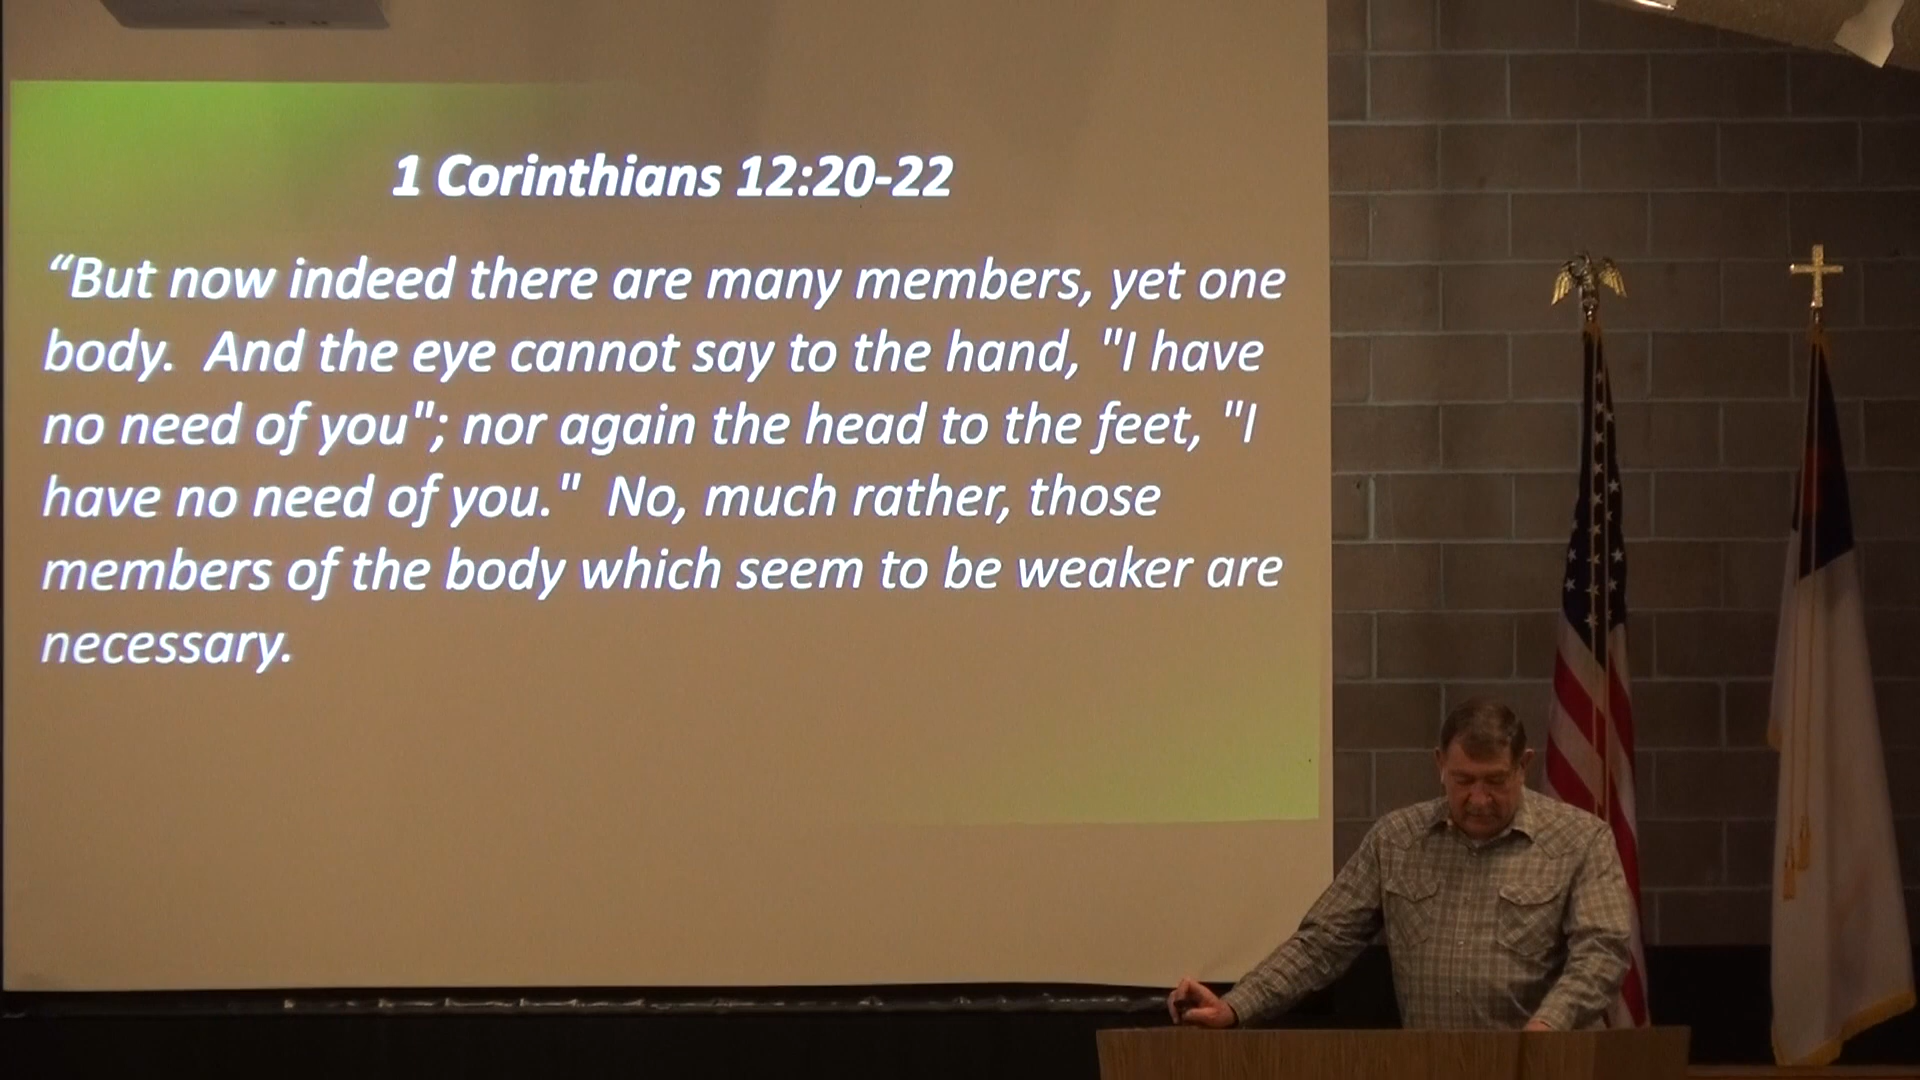 1 Corinthians 12:20-22
“But now indeed there are many members, yet one
body.  And the eye cannot say to the hand, "I have
no need of you"; nor again the head to the feet, "I
have no need of you."  No, much rather, those
members of the body which seem to be weaker are
necessary.